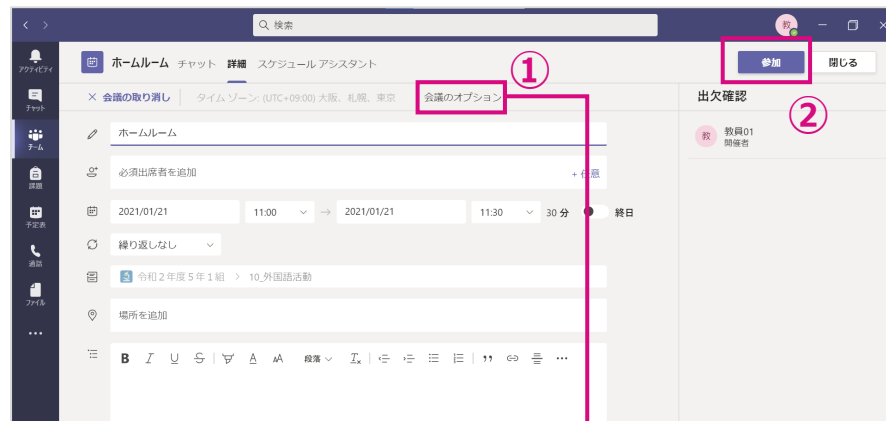 検索
教
アクティビティ
チャット
チーム
課題
予定表
通話
ファイル
ホームルーム チャット 詳細 スケジュール アシスタント
参加 閉じる
①
②
× 会議の取り消し タイム ゾーン: (UTC+09:00) 大阪、札幌、東京 会議のオプション
ホームルーム
必須出席者を追加 + 任意
2021/01/21 11:00 → 2021/01/21 11:30 30 分 終日
繰り返しなし
令和2年度5年1組 > 10_外国語活動
場所を追加
B I U S A AA 段落
出欠確認
教 教員01
開催者